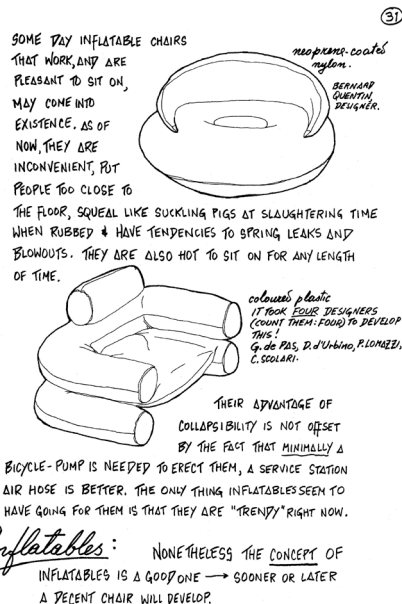 31
SOME DAY INFLATABLE CHAIRS
THAT WORK, AND ARE
PLEASANT TO SIT ON,
MAY COME INTO
EXISTENCE. AS OF
NOW, THEY ARE
INCONVENIENT, PUT
PEOPLE TOO CLOSE TO
THE FLOOR, SQUEAL LIKE SUCKLING PIGS AT SLAUGHTERING TIME
WHEN RUBBED & HAVE TENDENCIES TO SPRING LEAKS AND
BLOWOUTS. THEY ARE ALSO HOT TO SIT ON FOR ANY LENGTH
OF TIME.
neoprene-coated
nylon.
BERNARD
QUENTIN,
DESIGNER.
coloured plastic
IT TOOK FOUR DESIGNERS
(COUNT THEM: FOUR) TO DEVELOP
THIS!
G. de PAS, D. d'Urbino, P. LOMAZZI,
C. SCOLARI.
THEIR ADVANTAGE OF
COLLAPSIBILITY IS NOT OFFSET
BY THE FACT THAT MINIMALLY A
BICYCLE-PUMP IS NEEDED TO ERECT THEM, A SERVICE STATION
AIR HOSE IS BETTER. THE ONLY THING INFLATABLES SEEM TO
HAVE GOING FOR THEM IS THAT THEY ARE "TRENDY" RIGHT NOW.
Inflatables:
NONETHELESS THE CONCEPT OF
INFLATABLES IS A GOOD ONE → SOONER OR LATER
A DECENT CHAIR WILL DEVELOP.